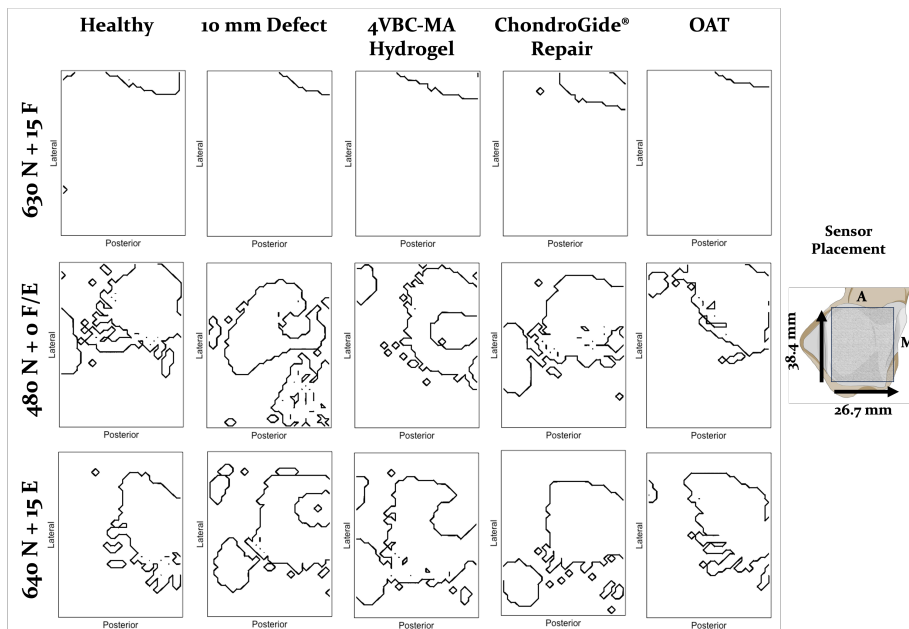 Healthy
10 mm Defect
4VBC-MA
Hydrogel
ChondroGide®
Repair
OAT
630 N + 15 F
Lateral
Posterior
Lateral
Posterior
Lateral
Posterior
Lateral
Posterior
Lateral
Posterior
480 N + 0 F/E
Lateral
Posterior
Lateral
Posterior
Lateral
Posterior
Lateral
Posterior
Lateral
Posterior
640 N + 15 E
Lateral
Posterior
Lateral
Posterior
Lateral
Posterior
Lateral
Posterior
Lateral
Posterior
Sensor
Placement
A
M
38.4 mm
26.7 mm